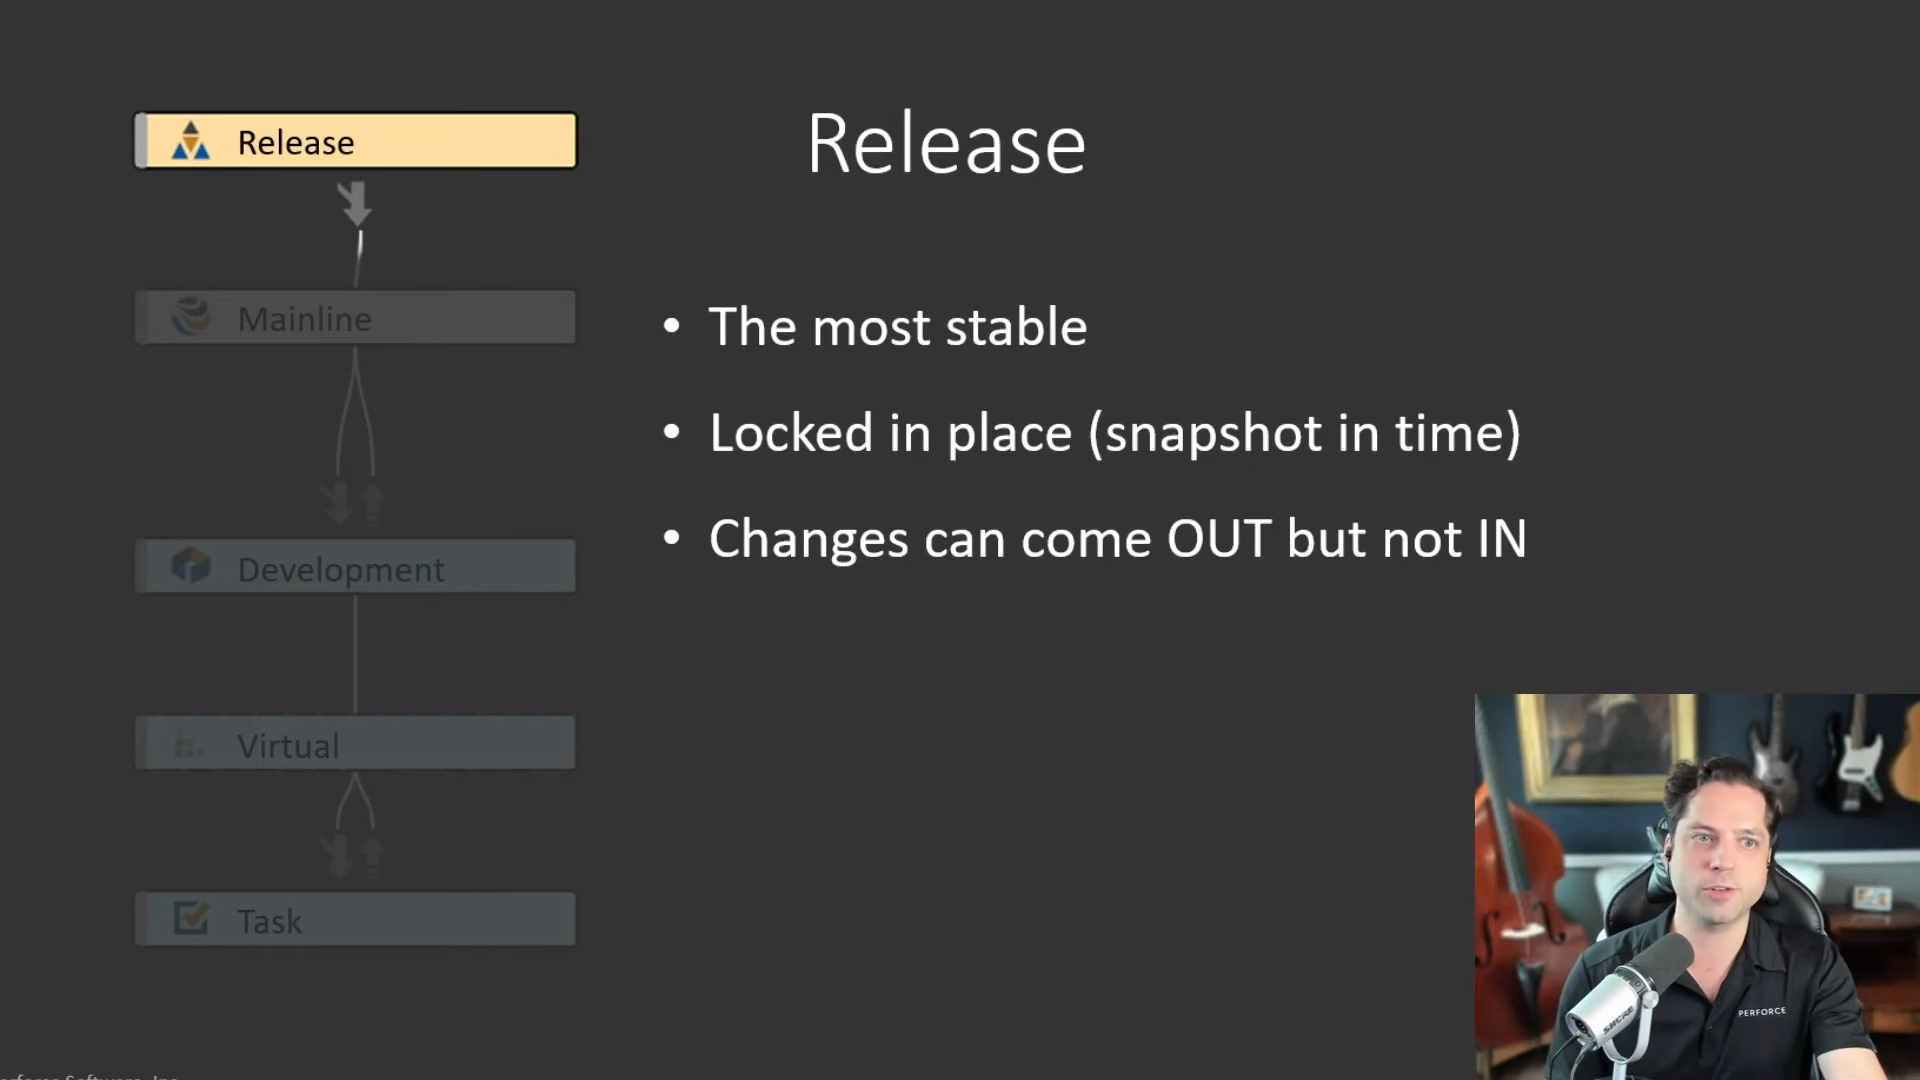 Release
Mainline
Development
Virtual
Task
Release
• The most stable
• Locked in place (snapshot in time)
• Changes can come OUT but not IN
PERFORCE
SHURE